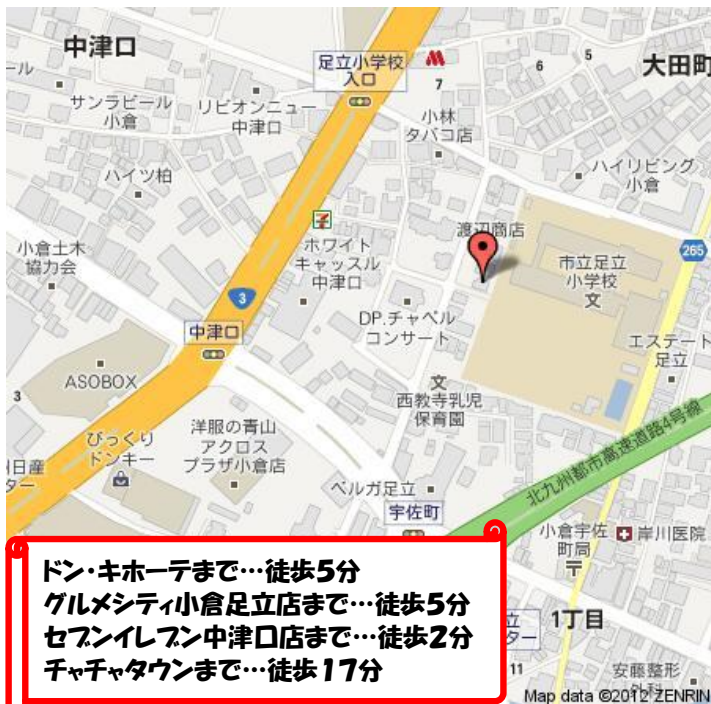 中津口
足立小学校
入口
大田町
ール
サンラビール
小倉
リビオンニュー
中津口
7
6
5
小林
タバコ店
ハイツ柏
ハイリビング
小倉
渡辺商店
265
小倉土木
協力会
ホワイト
キャッスル
中津口
市立足立
小学校
文
3
中津口
DP.チャペル
コンサート
エステート
足立
ASOBOX
3
文
西教寺乳児
保育園
洋服の青山
アクロス
プラザ小倉店
びっくり
ドンキー
日産
ター
ベルガ足立
北九州都市高速道路4号線
宇佐町
小倉宇佐
町局
岸川医院
ドン・キホーテまで…徒歩5分
グルメシティ小倉足立店まで…徒歩5分
セブンイレブン中津口店まで…徒歩2分
チャチャタウンまで…徒歩17分
立
ター
1丁目
11
安藤整形
外科
Map data ©2012 ZENRIN